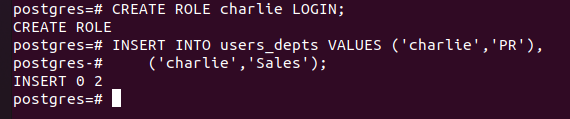 postgres=# CREATE ROLE charlie LOGIN;
CREATE ROLE
postgres=# INSERT INTO users_depts VALUES ('charlie','PR'),
postgres-#    ('charlie','Sales');
INSERT 0 2
postgres=#